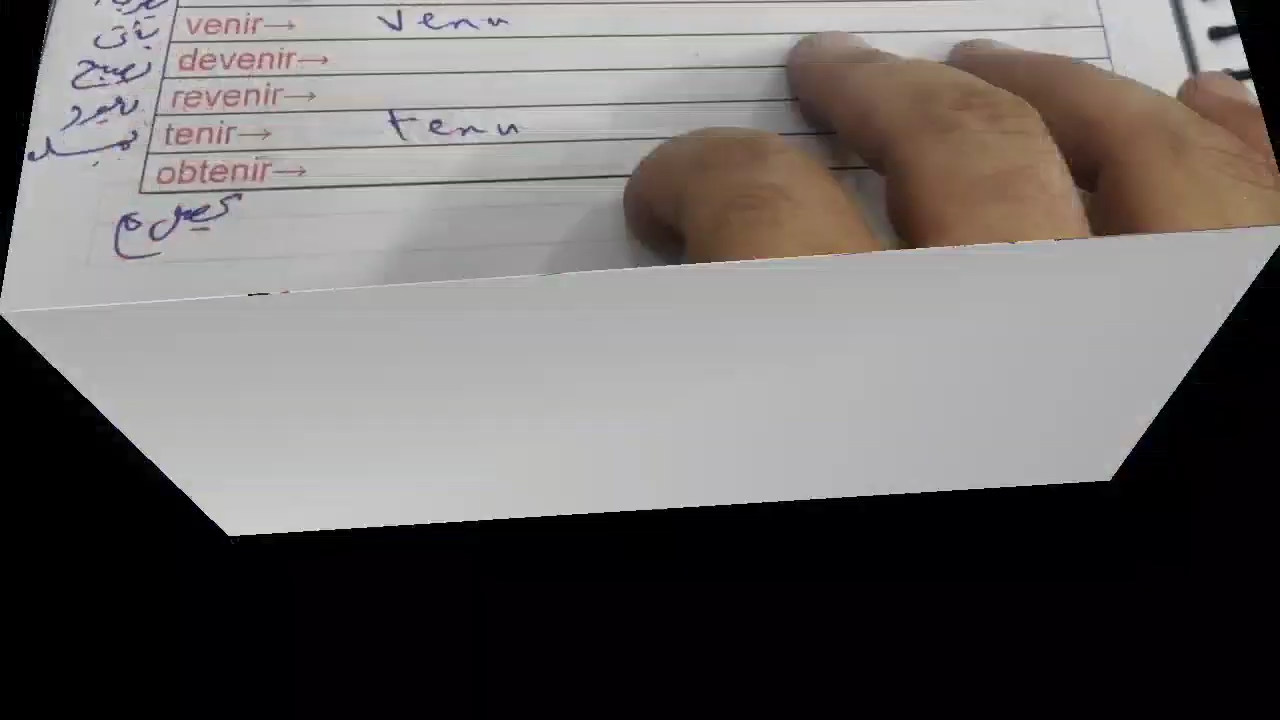 venir→ venu
يأتي
devenir→
يصبح
revenir→
يعود
tenir→ tenu
يمسك
obtenir→